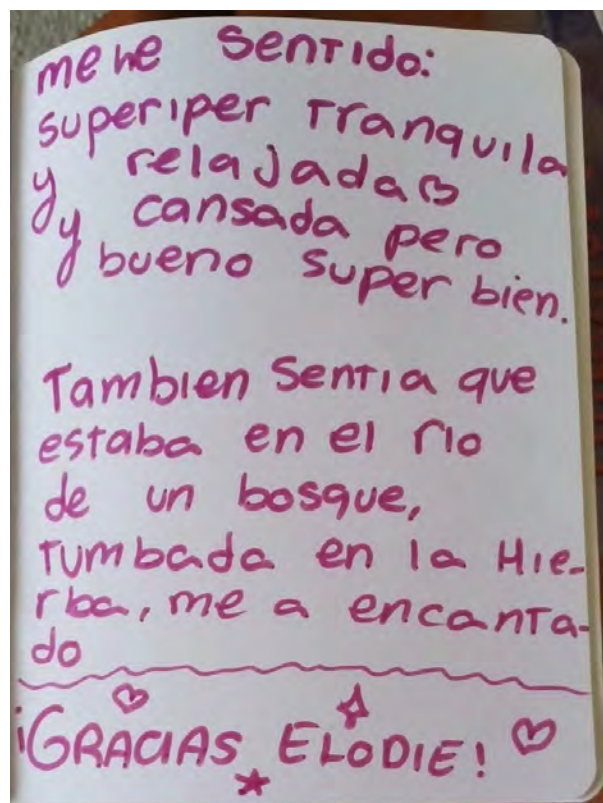 me he sentido:
superiper tranquila
y relajada
y cansada pero
bueno super bien.
Tambien sentia que
estaba en el rio
de un bosque,
tumbada en la Hie-
rba, me a encanta-
do
¡GRACIAS ELODIE!